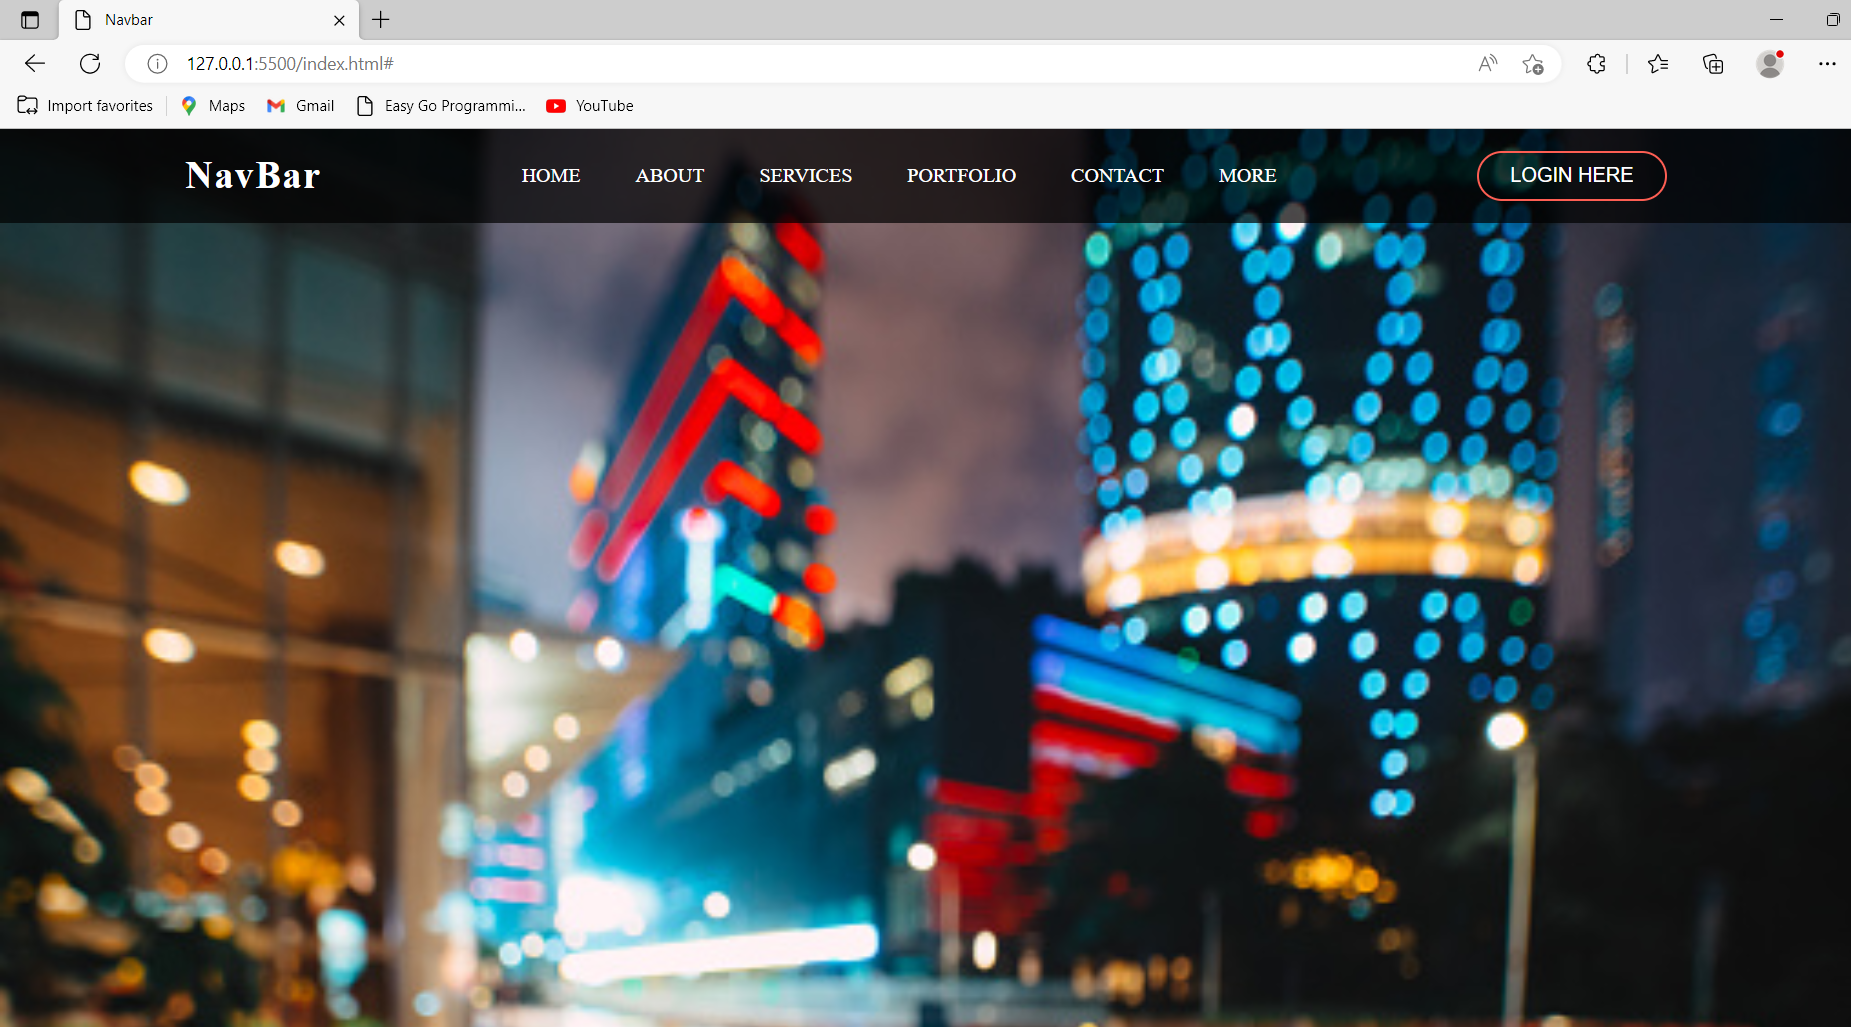 Navbar
127.0.0.1:5500/index.html#
Import favorites Maps Gmail Easy Go Programmi... YouTube
NavBar HOME ABOUT SERVICES PORTFOLIO CONTACT MORE LOGIN HERE